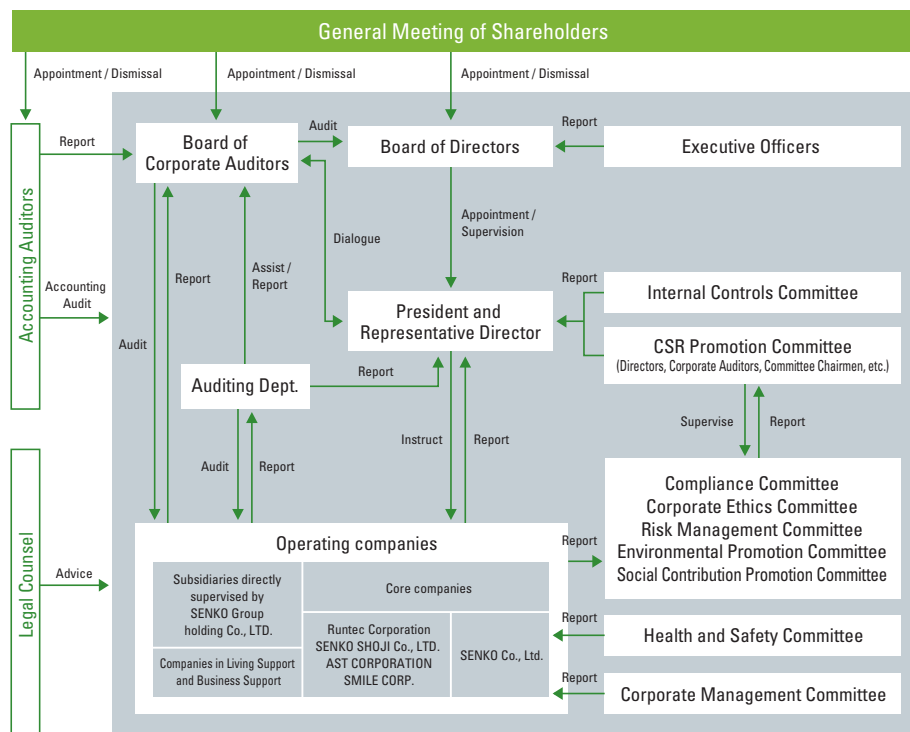 General Meeting of Shareholders
Appointment / Dismissal
Appointment / Dismissal
Appointment / Dismissal
Accounting Auditors
Report
Board of
Corporate Auditors
Audit
Board of Directors
Report
Executive Officers
Appointment /
Supervision
Dialogue
Report
Assist /
Report
Accounting
Audit
Audit
President and
Representative Director
Report
Internal Controls Committee
CSR Promotion Committee
(Directors, Corporate Auditors, Committee Chairmen, etc.)
Auditing Dept.
Report
Supervise
Report
Audit
Report
Instruct
Report
Legal Counsel
Advice
Operating companies
Subsidiaries directly
supervised by
SENKO Group
holding Co., LTD.
Companies in Living Support
and Business Support
Core companies
Runtec Corporation
SENKO SHOJI Co., LTD.
AST CORPORATION
SMILE CORP.
SENKO Co., Ltd.
Report
Compliance Committee
Corporate Ethics Committee
Risk Management Committee
Environmental Promotion Committee
Social Contribution Promotion Committee
Report
Health and Safety Committee
Report
Corporate Management Committee